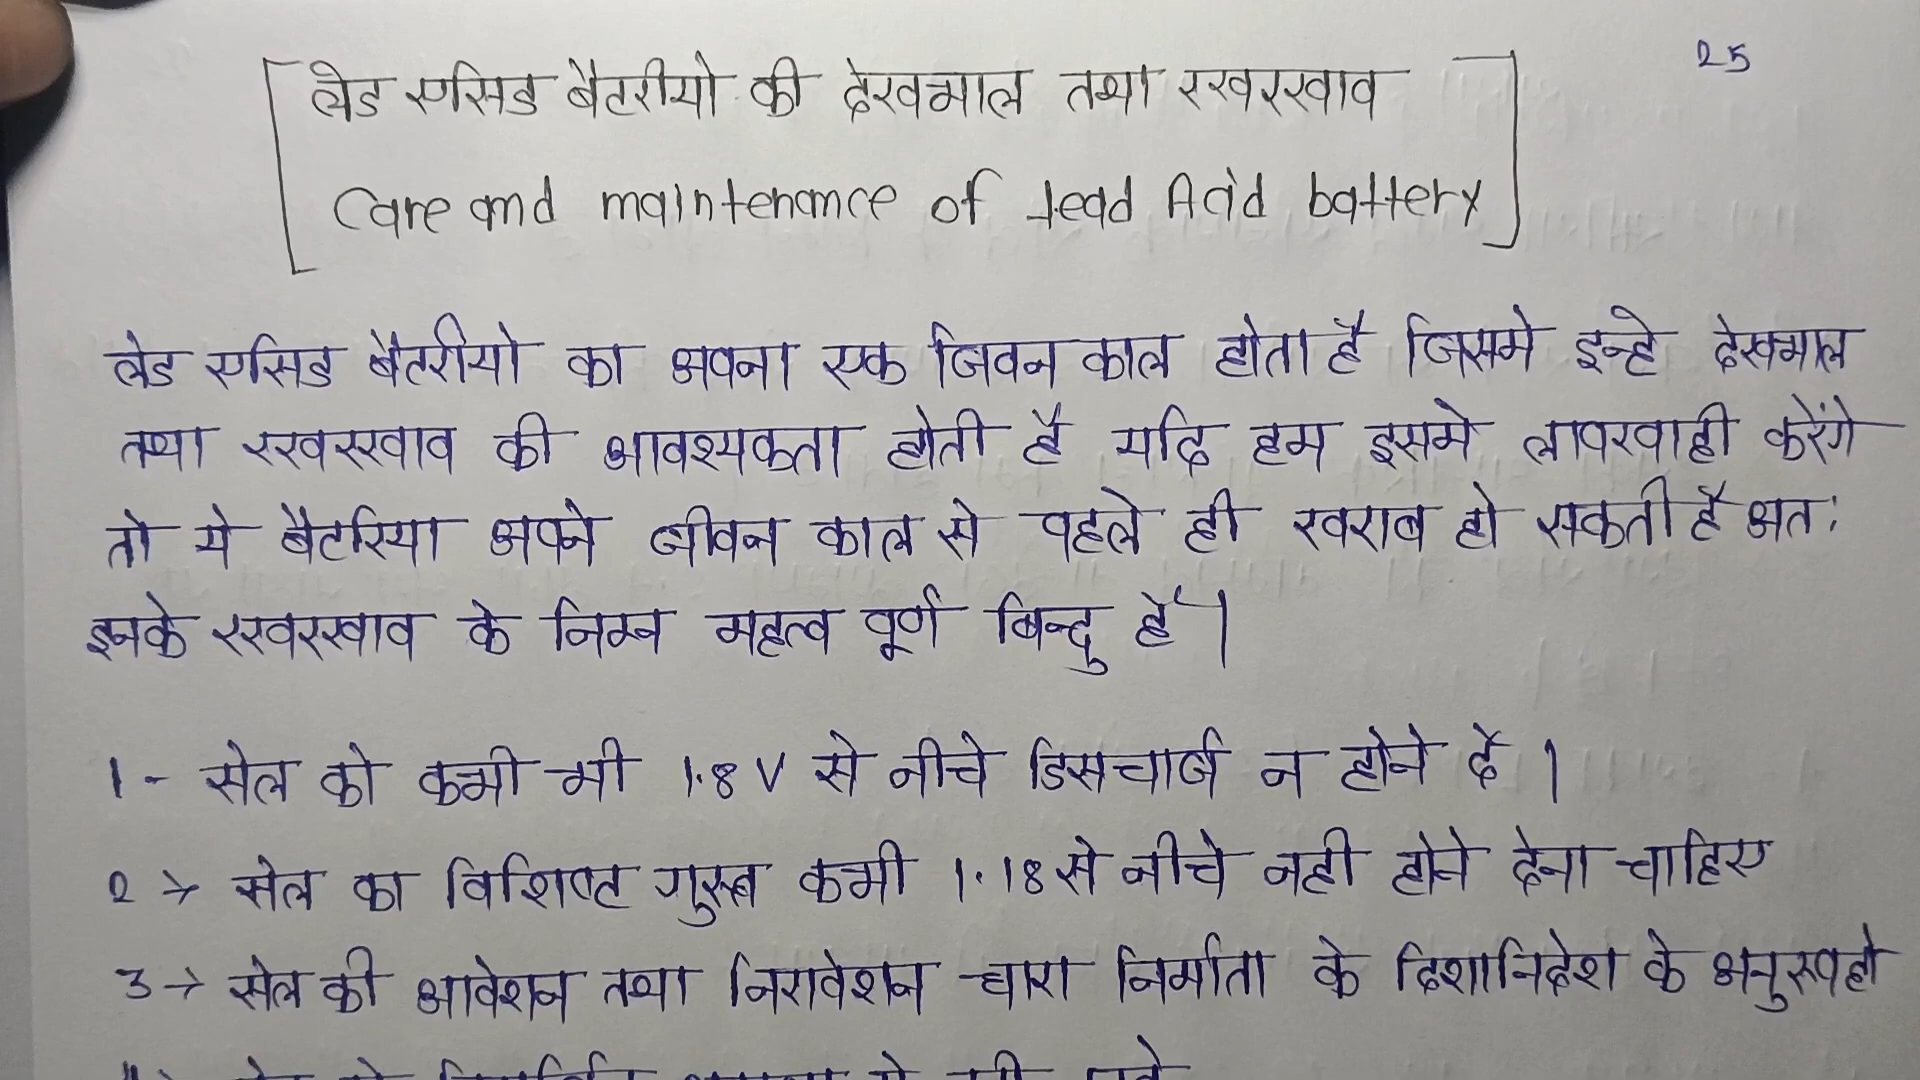 25
लेड एसिड बैटरीयो की देखभाल तथा रखरखाव
Care and maintenance of lead Acid battery
लेड एसिड बैटरीयो का अपना एक जिवन काल होता है जिसमे इन्हे देखभाल
तथा रखरखाव की आवश्यकता होती है यदि हम इसमे लापरवाही करेंगे
तो ये बैटरिया अपने जीवन काल से पहले ही खराब हो सकती है अतः
इनके रखरखाव के निम्न महत्व पूर्ण बिन्दु हैं।
1- सेल को कभी भी 1.8 V से नीचे डिसचार्ज न होने दें।
2→ सेल का विशिष्ट गुरुत्व कभी 1.18 से नीचे नही होने देना चाहिए
3→ सेल की आवेशन तथा निरावेशन धारा निर्माता के दिशानिदेश के अनुरूप हो